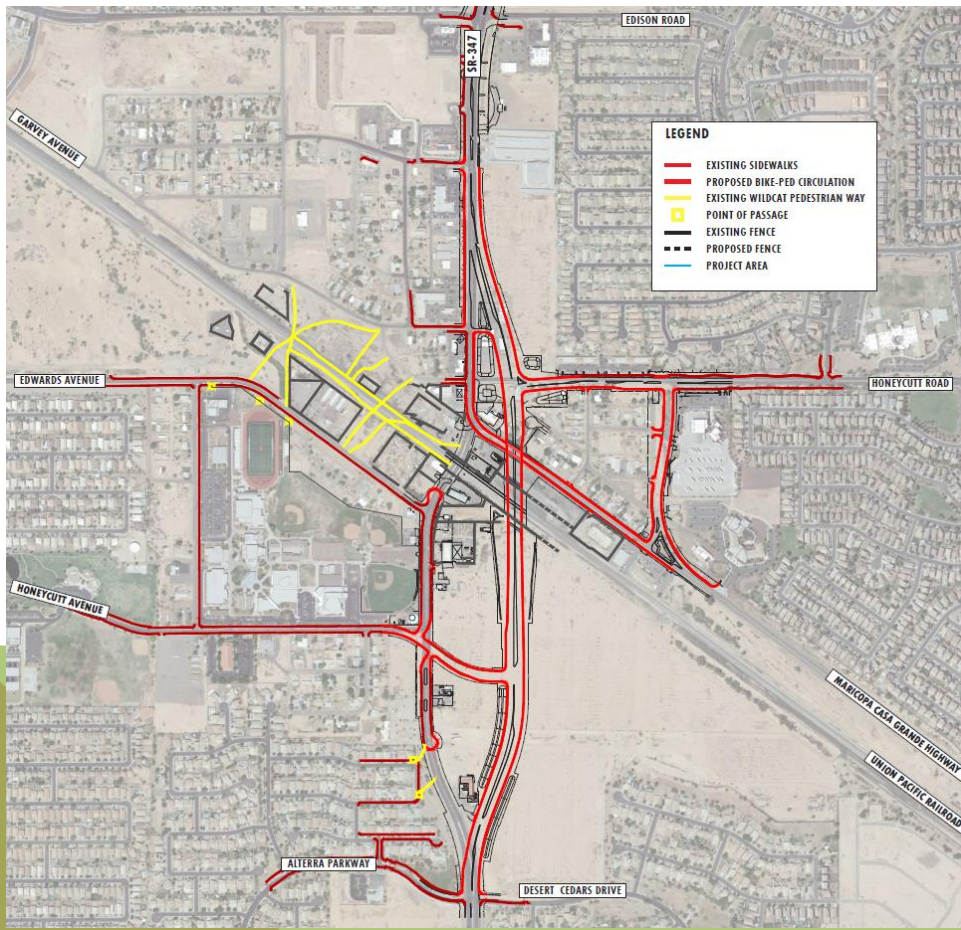 EDISON ROAD
SR-347
GARVEY AVENUE
LEGEND
EXISTING SIDEWALKS
PROPOSED BIKE-PED CIRCULATION
EXISTING WILDCAT PEDESTRIAN WAY
POINT OF PASSAGE
EXISTING FENCE
PROPOSED FENCE
PROJECT AREA
EDWARDS AVENUE
HONEYCUTT ROAD
HONEYCUTT AVENUE
MARICOPA CASA GRANDE HIGHWAY
UNION PACIFIC RAILROAD
ALTERRA PARKWAY
DESERT CEDARS DRIVE